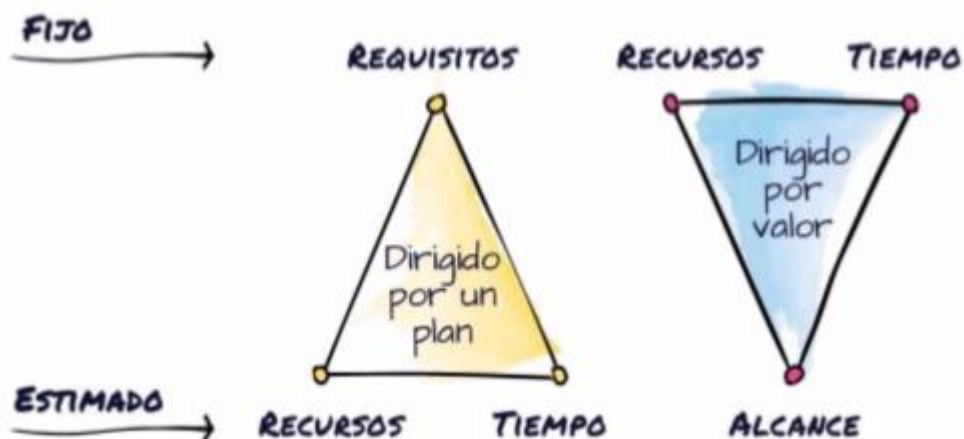 FIJO
REQUISITOS
RECURSOS
TIEMPO
Dirigido
por un
plan
Dirigido
por
valor
ESTIMADO
RECURSOS
TIEMPO
ALCANCE